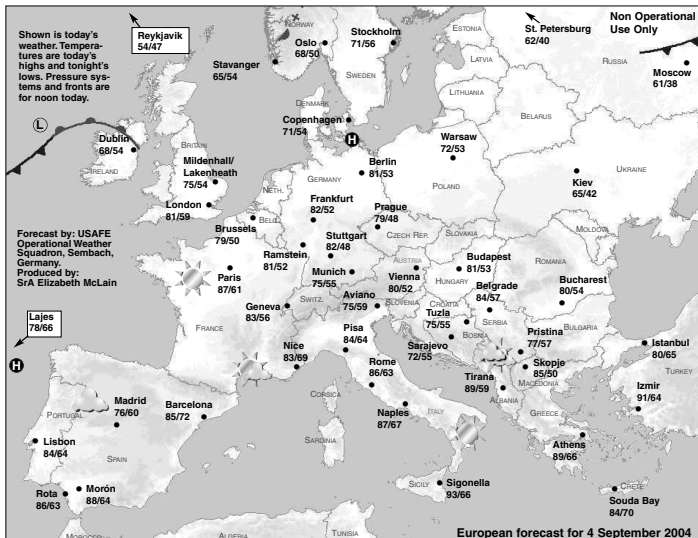 Shown is today's
weather. Tempera-
tures are today's
highs and tonight's
lows. Pressure sys-
tems and fronts are
for noon today.
Reykjavik
54/47
NORWAY
Oslo
68/50
Stockholm
71/56
Stavanger
65/54
SWEDEN
ESTONIA
LATVIA
LITHUANIA
St. Petersburg
62/40
Non Operational
Use Only
RUSSIA
Moscow
61/38
BELARUS
L
Dublin
68/54
IRELAND
BRITAIN
Mildenhall/
Lakenheath
75/54
London
81/59
DENMARK
Copenhagen
71/54
H
Berlin
81/53
Warsaw
72/53
POLAND
Kiev
65/42
UKRAINE
NETH.
GERMANY
BELG.
Brussels
79/50
Frankfurt
82/52
Prague
79/48
CZECH REP.
SLOVAKIA
MOLDOVA
Forecast by: USAFE
Operational Weather
Squadron, Sembach,
Germany.
Produced by:
SrA Elizabeth McLain
Paris
87/61
Ramstein
81/52
Stuttgart
82/48
Munich
75/55
AUSTRIA
Vienna
80/52
Budapest
81/53
HUNGARY
ROMANIA
Lajes
78/66
H
FRANCE
Geneva
83/56
SWITZ.
Aviano
75/59
SLOVENIA
CROATIA
Belgrade
84/57
Bucharest
80/54
Tuzla
75/55
BOSNIA
SERBIA
BULGARIA
Pisa
84/64
Nice
83/69
Sarajevo
72/55
Pristina
77/57
Skopje
85/50
MACEDONIA
Istanbul
80/65
TURKEY
Rome
86/63
Tirana
89/59
ALBANIA
Izmir
91/64
CORSICA
Naples
87/67
ITALY
GREECE
Madrid
76/60
Barcelona
85/72
PORTUGAL
Lisbon
84/64
SPAIN
SARDINIA
Athens
89/66
Rota
86/63
Morón
88/64
SICILY
Sigonella
93/66
CRETE
Souda Bay
84/70
MOROCCO
ALGERIA
TUNISIA
European forecast for 4 September 2004